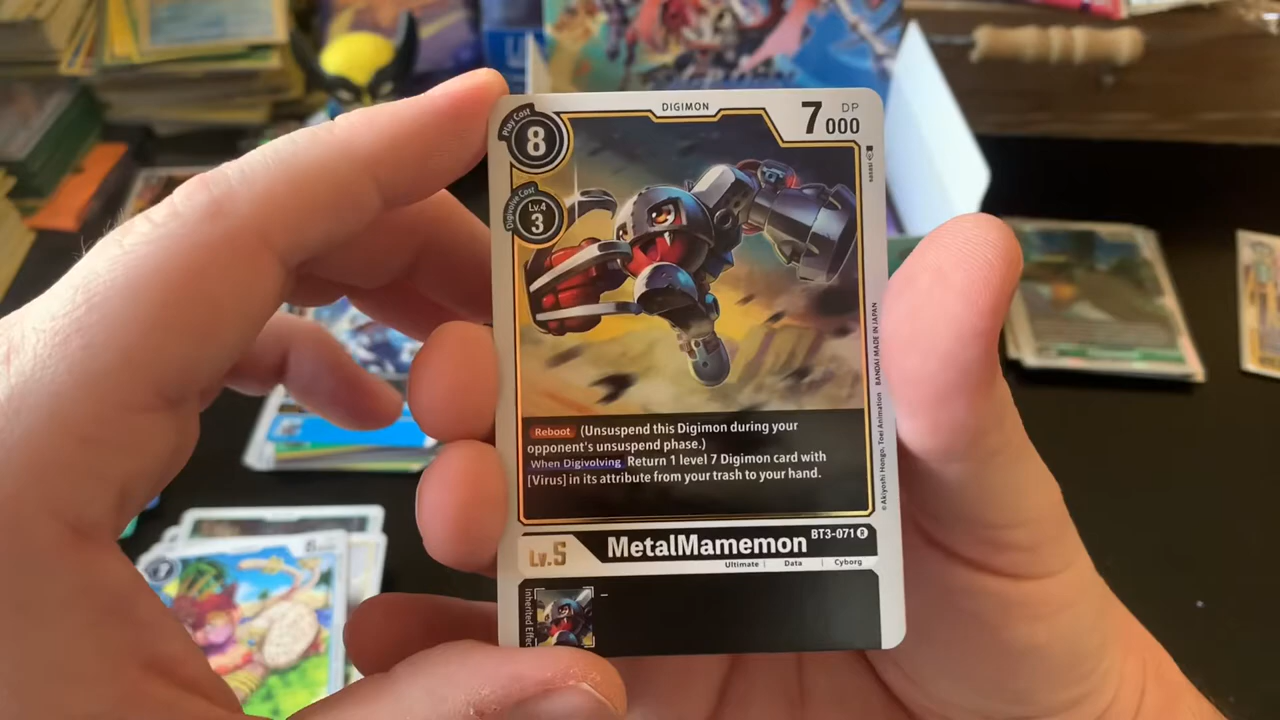 DIGIMON
Play Cost
8
7000
DP
Digivolve Cost
Lv.4
3
Reboot (Unsuspend this Digimon during your
opponent's unsuspend phase.)
When Digivolving Return 1 level 7 Digimon card with
[Virus] in its attribute from your trash to your hand.
©Akiyoshi Hongo, Toei Animation BANDAI MADE IN JAPAN
BT3-071 R
Lv.5 MetalMamemon
Ultimate | Data | Cyborg
Inherited Effec
–